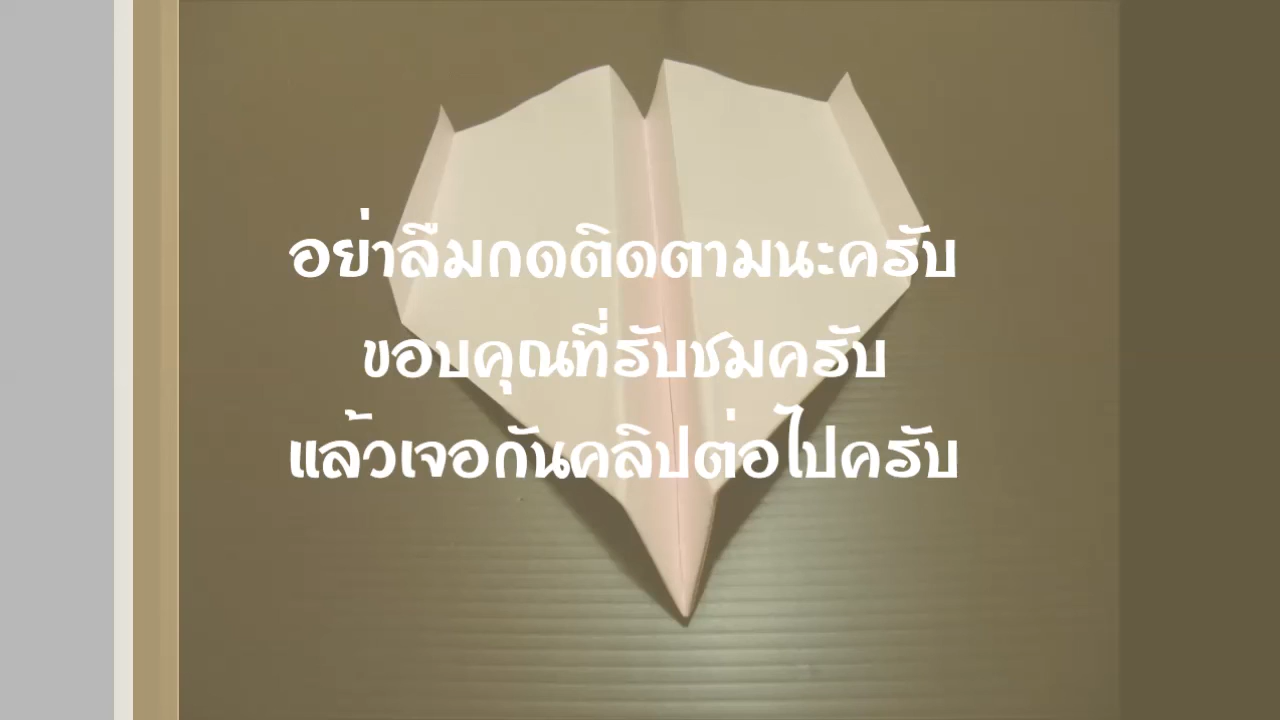 อย่าลืมกดติดตามนะครับ
ขอบคุณที่รับชมครับ
แล้วเจอกันคลิปต่อไปครับ